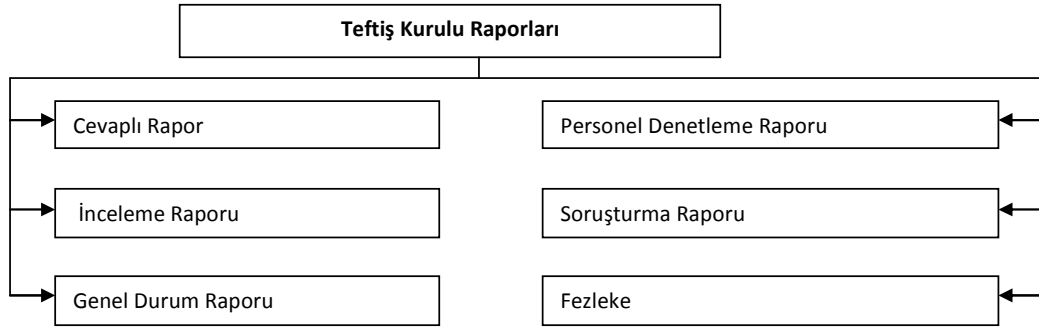 Teftiş Kurulu Raporları
Cevaplı Rapor
İnceleme Raporu
Genel Durum Raporu
Personel Denetleme Raporu
Soruşturma Raporu
Fezleke